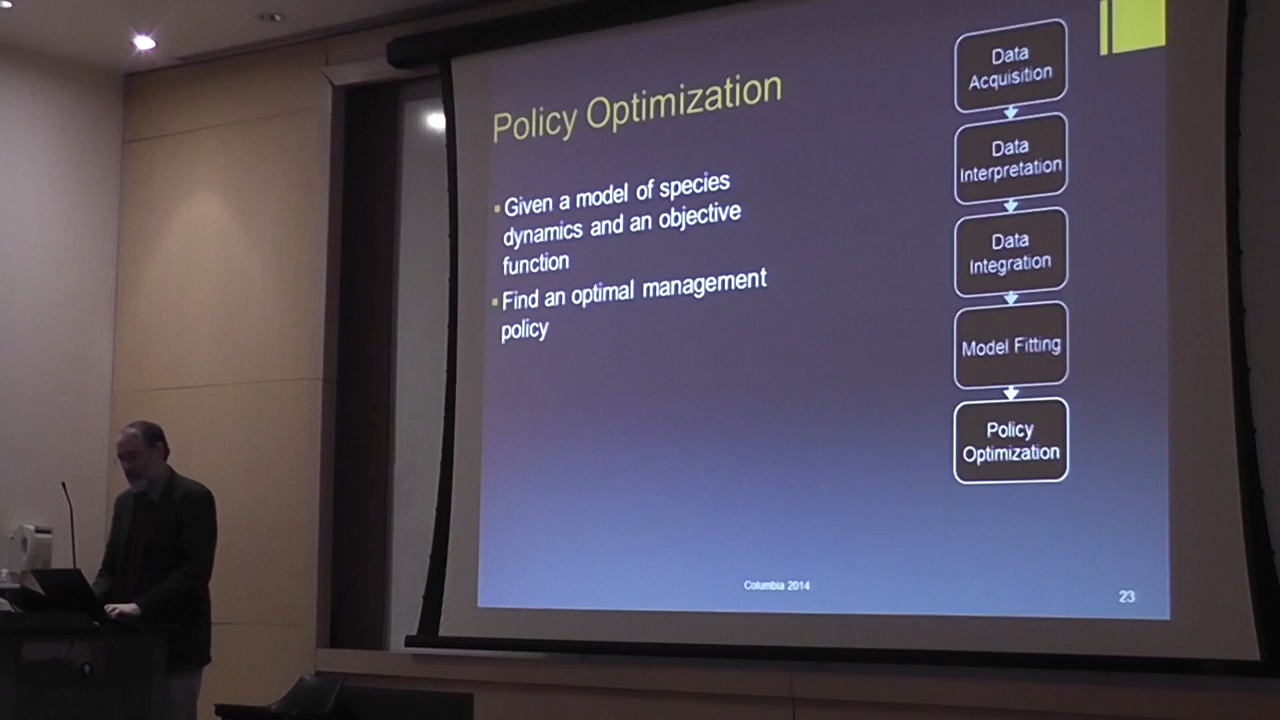 Policy Optimization
▪ Given a model of species
dynamics and an objective
function
▪ Find an optimal management
policy
Data
Acquisition
Data
Interpretation
Data
Integration
Model Fitting
Policy
Optimization
Columbia 2014
23